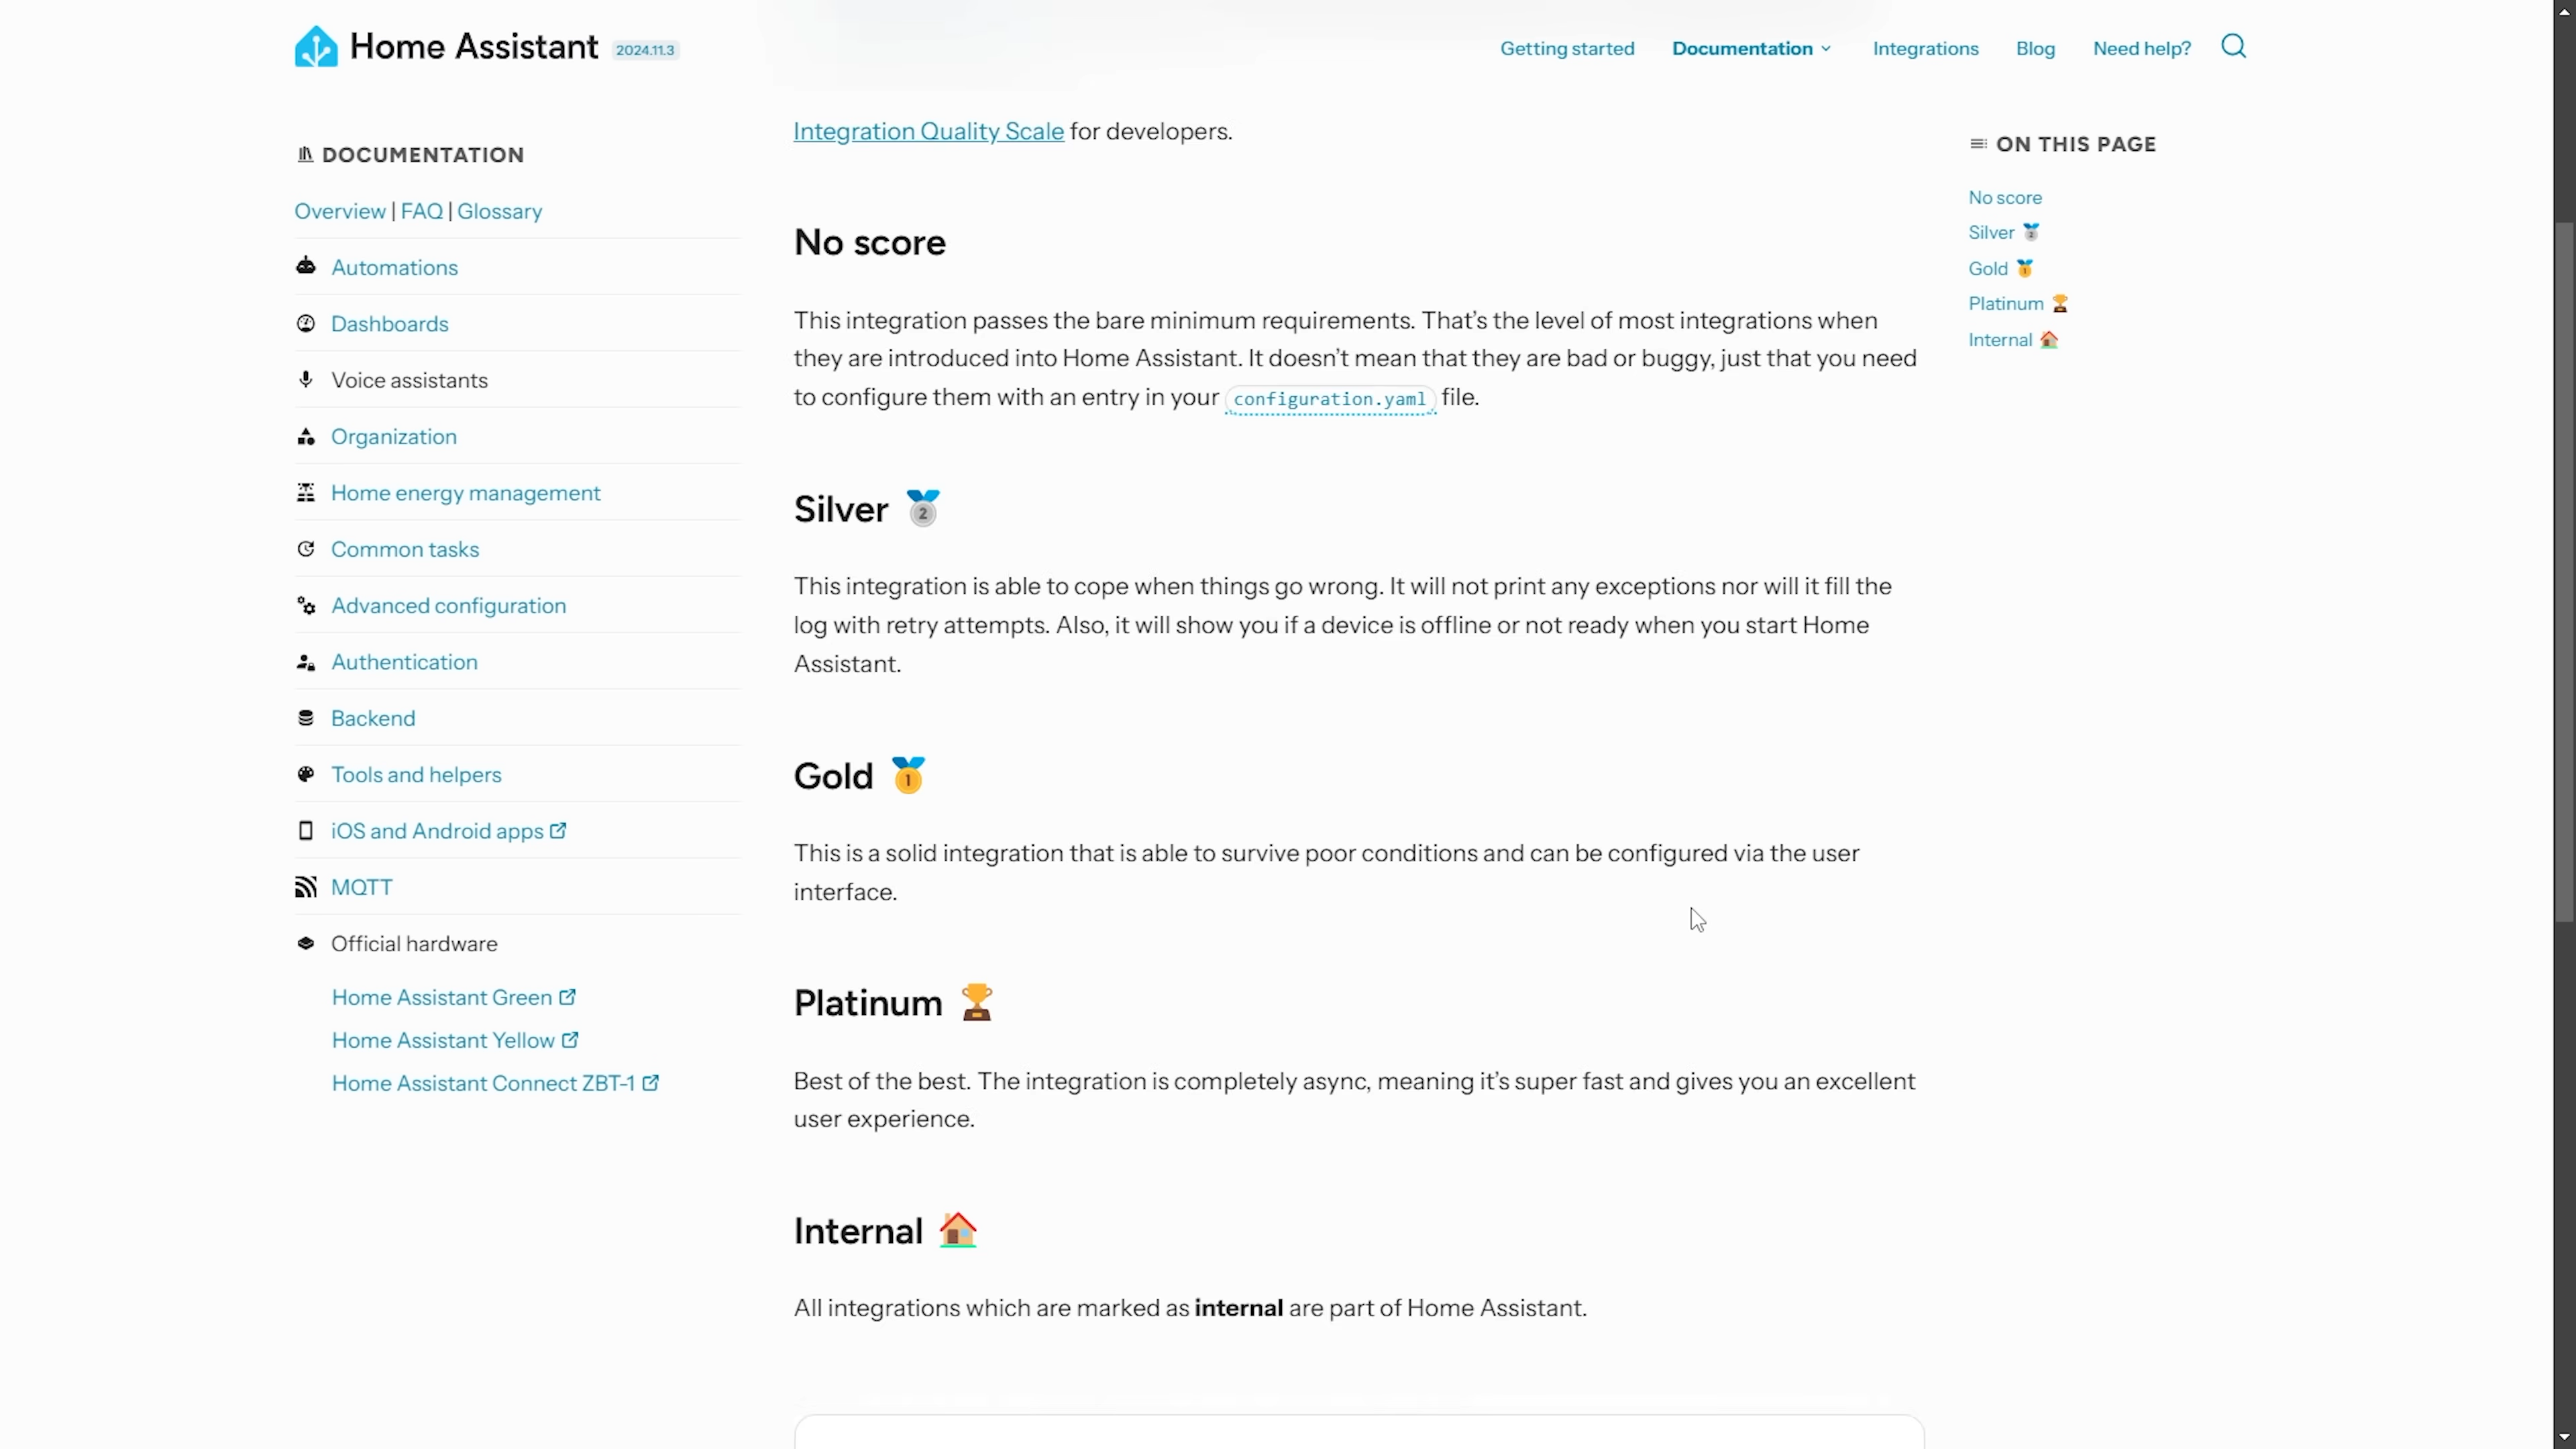 Home Assistant 2024.11.3
Getting started Documentation Integrations Blog Need help?
DOCUMENTATION
Overview | FAQ | Glossary
Automations
Dashboards
Voice assistants
Organization
Home energy management
Common tasks
Advanced configuration
Authentication
Backend
Tools and helpers
iOS and Android apps
MQTT
Official hardware
Home Assistant Green
Home Assistant Yellow
Home Assistant Connect ZBT-1
Integration Quality Scale for developers.
No score
This integration passes the bare minimum requirements. That’s the level of most integrations when
they are introduced into Home Assistant. It doesn’t mean that they are bad or buggy, just that you need
to configure them with an entry in your configuration.yaml file.
Silver 🥈
This integration is able to cope when things go wrong. It will not print any exceptions nor will it fill the
log with retry attempts. Also, it will show you if a device is offline or not ready when you start Home
Assistant.
Gold 🥇
This is a solid integration that is able to survive poor conditions and can be configured via the user
interface.
Platinum 🏆
Best of the best. The integration is completely async, meaning it’s super fast and gives you an excellent
user experience.
Internal 🏠
All integrations which are marked as internal are part of Home Assistant.
ON THIS PAGE
No score
Silver 🥈
Gold 🥇
Platinum 🏆
Internal 🏠